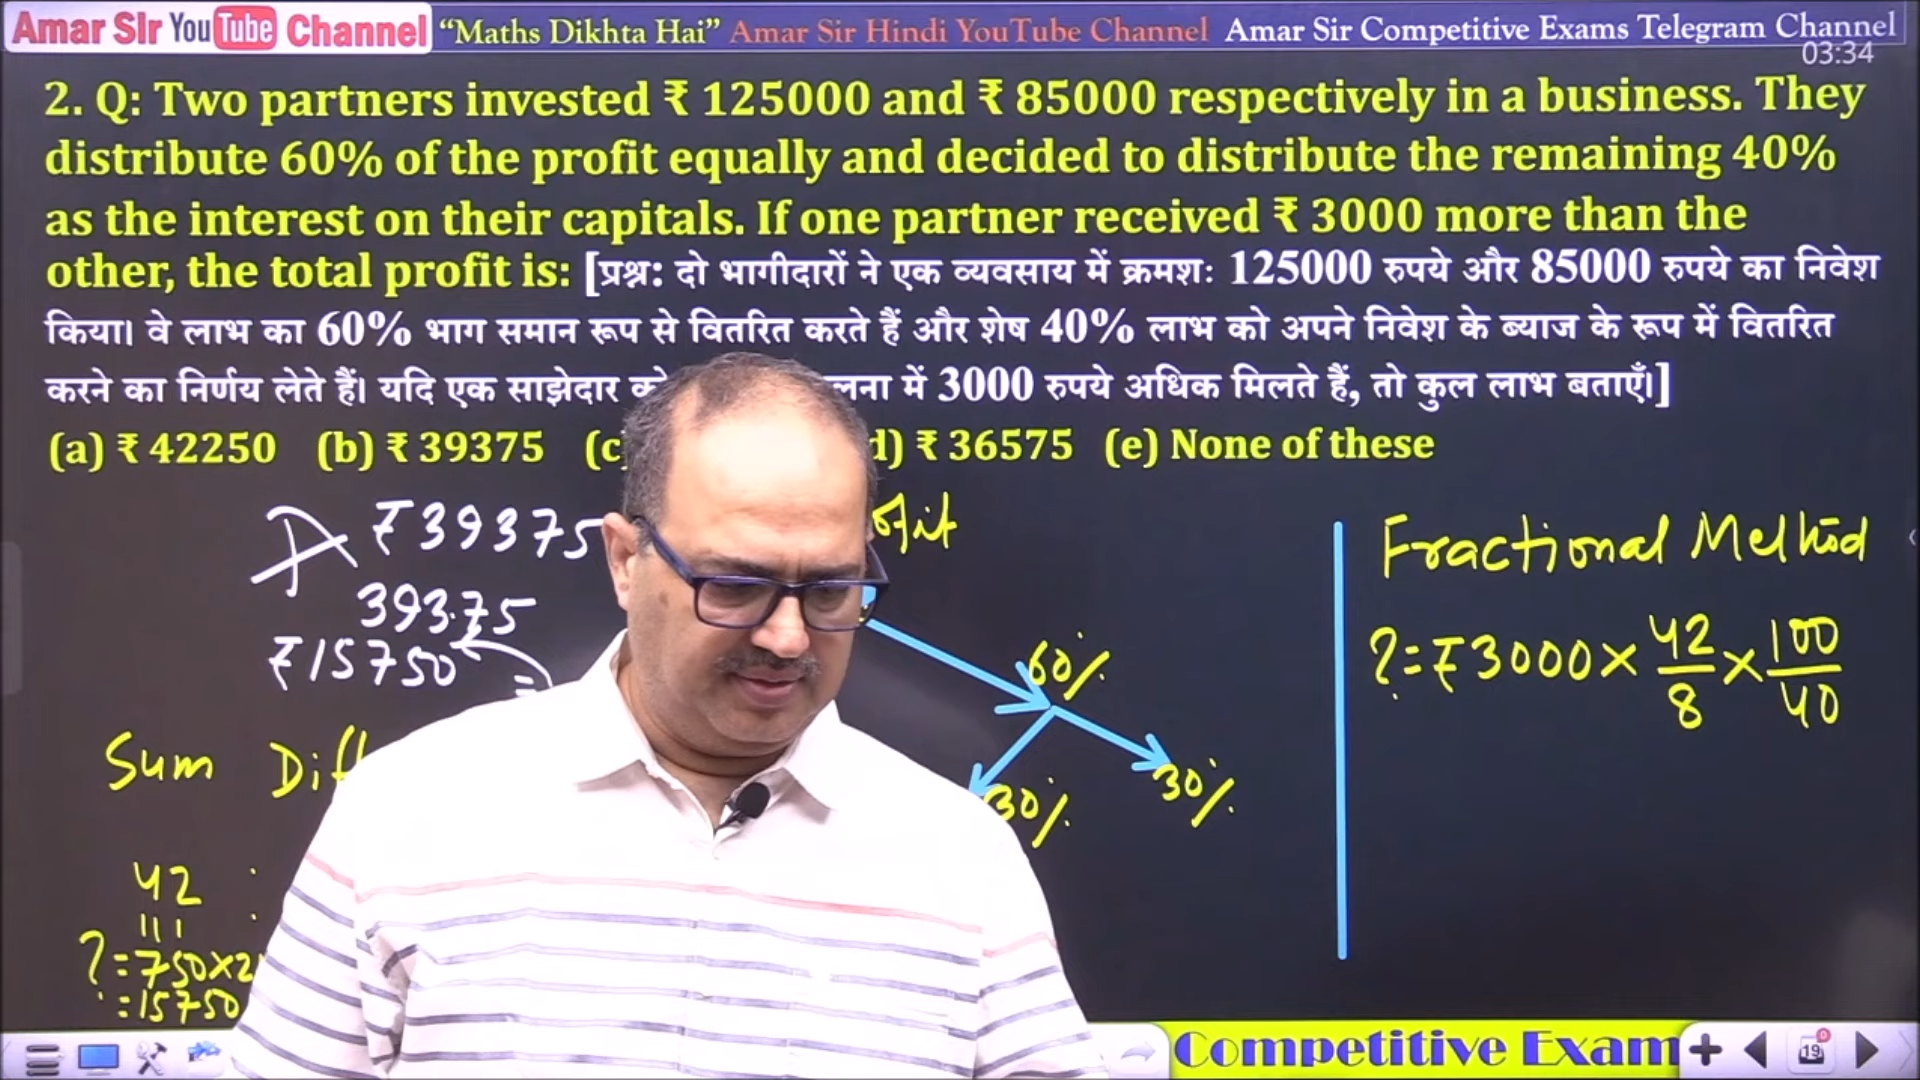 Amar Sir YouTube Channel "Maths Dikhta Hai" Amar Sir Hindi YouTube Channel Amar Sir Competitive Exams Telegram Channel
03:34
2. Q: Two partners invested ₹ 125000 and ₹ 85000 respectively in a business. They
distribute 60% of the profit equally and decided to distribute the remaining 40%
as the interest on their capitals. If one partner received ₹ 3000 more than the
other, the total profit is: [प्रश्न: दो भागीदारों ने एक व्यवसाय में क्रमशः 125000 रुपये और 85000 रुपये का निवेश
किया। वे लाभ का 60% भाग समान रूप से वितरित करते हैं और शेष 40% लाभ को अपने निवेश के ब्याज के रूप में वितरित
करने का निर्णय लेते हैं। यदि एक साझेदार में 3000 रुपये अधिक मिलते हैं, तो कुल लाभ बताएँ।]
(a) ₹ 42250 (b) ₹ 39375 (c d) ₹ 36575 (e) None of these
₹39375
393.75
₹15750
=
60%
30%
30%
Sum
42 :
? = 750×2
= 15750
Fractional Method
? = ₹3000 × 42/8 × 100/40
Competitive Exam
19
0